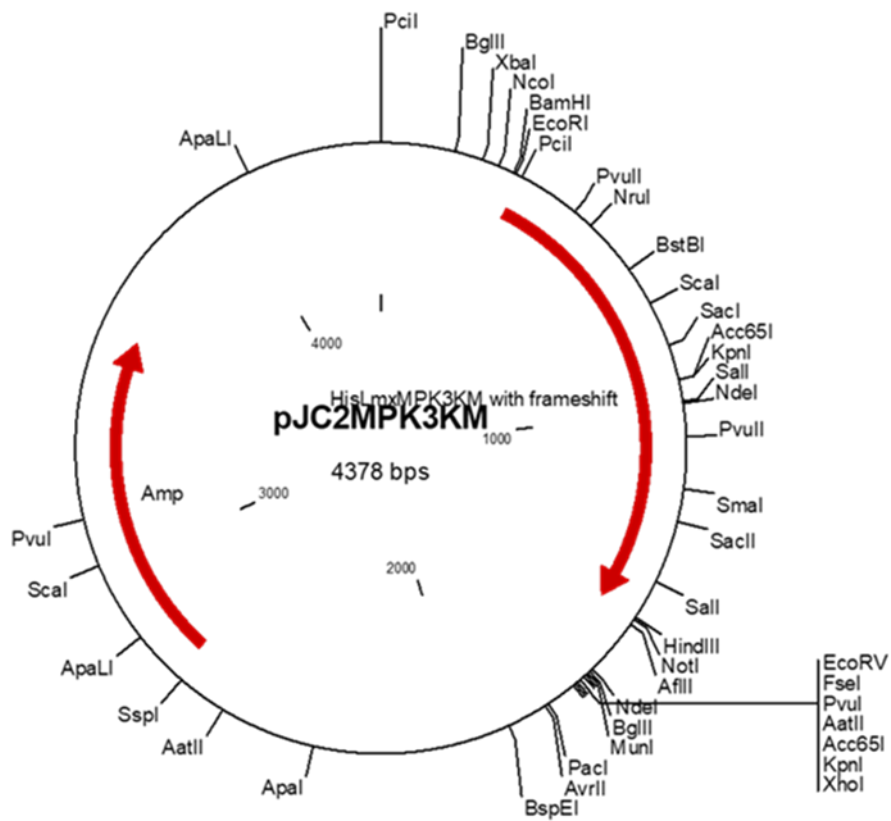 PciI
BglII
XbaI
NcoI
BamHI
EcoRI
PciI
ApaLI
PvuII
NruI
BstBI
ScaI
SacI
Acc65I
KpnI
SalI
NdeI
PvuII
SmaI
SacII
SalI
HindIII
NotI
AflII
NdeI
BglII
MunI
EcoRV
FseI
PvuI
AatII
Acc65I
KpnI
XhoI
PacI
AvrII
BspEI
ApaI
AatII
SspI
ApaLI
ScaI
PvuI
Amp
4000
HisLmxMPK3KM with frameshift
pJC2MPK3KM
1000
4378 bps
3000
2000